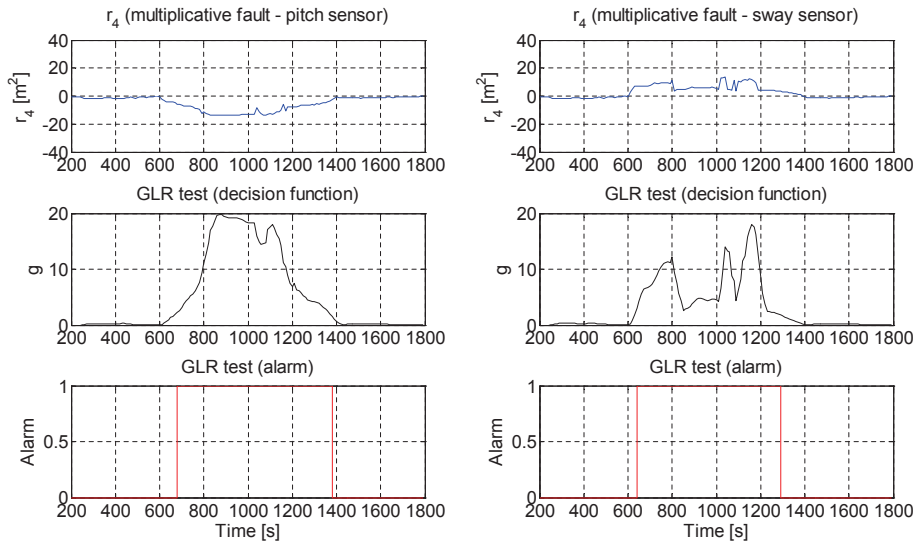 r4 (multiplicative fault - pitch sensor)
40
20
0
-20
-40
r4 [m²]
200 400 600 800 1000 1200 1400 1600 1800
GLR test (decision function)
20
10
0
g
200 400 600 800 1000 1200 1400 1600 1800
GLR test (alarm)
1
0.5
0
Alarm
200 400 600 800 1000 1200 1400 1600 1800
Time [s]
r4 (multiplicative fault - sway sensor)
40
20
0
-20
-40
r4 [m²]
200 400 600 800 1000 1200 1400 1600 1800
GLR test (decision function)
20
10
0
g
200 400 600 800 1000 1200 1400 1600 1800
GLR test (alarm)
1
0.5
0
Alarm
200 400 600 800 1000 1200 1400 1600 1800
Time [s]